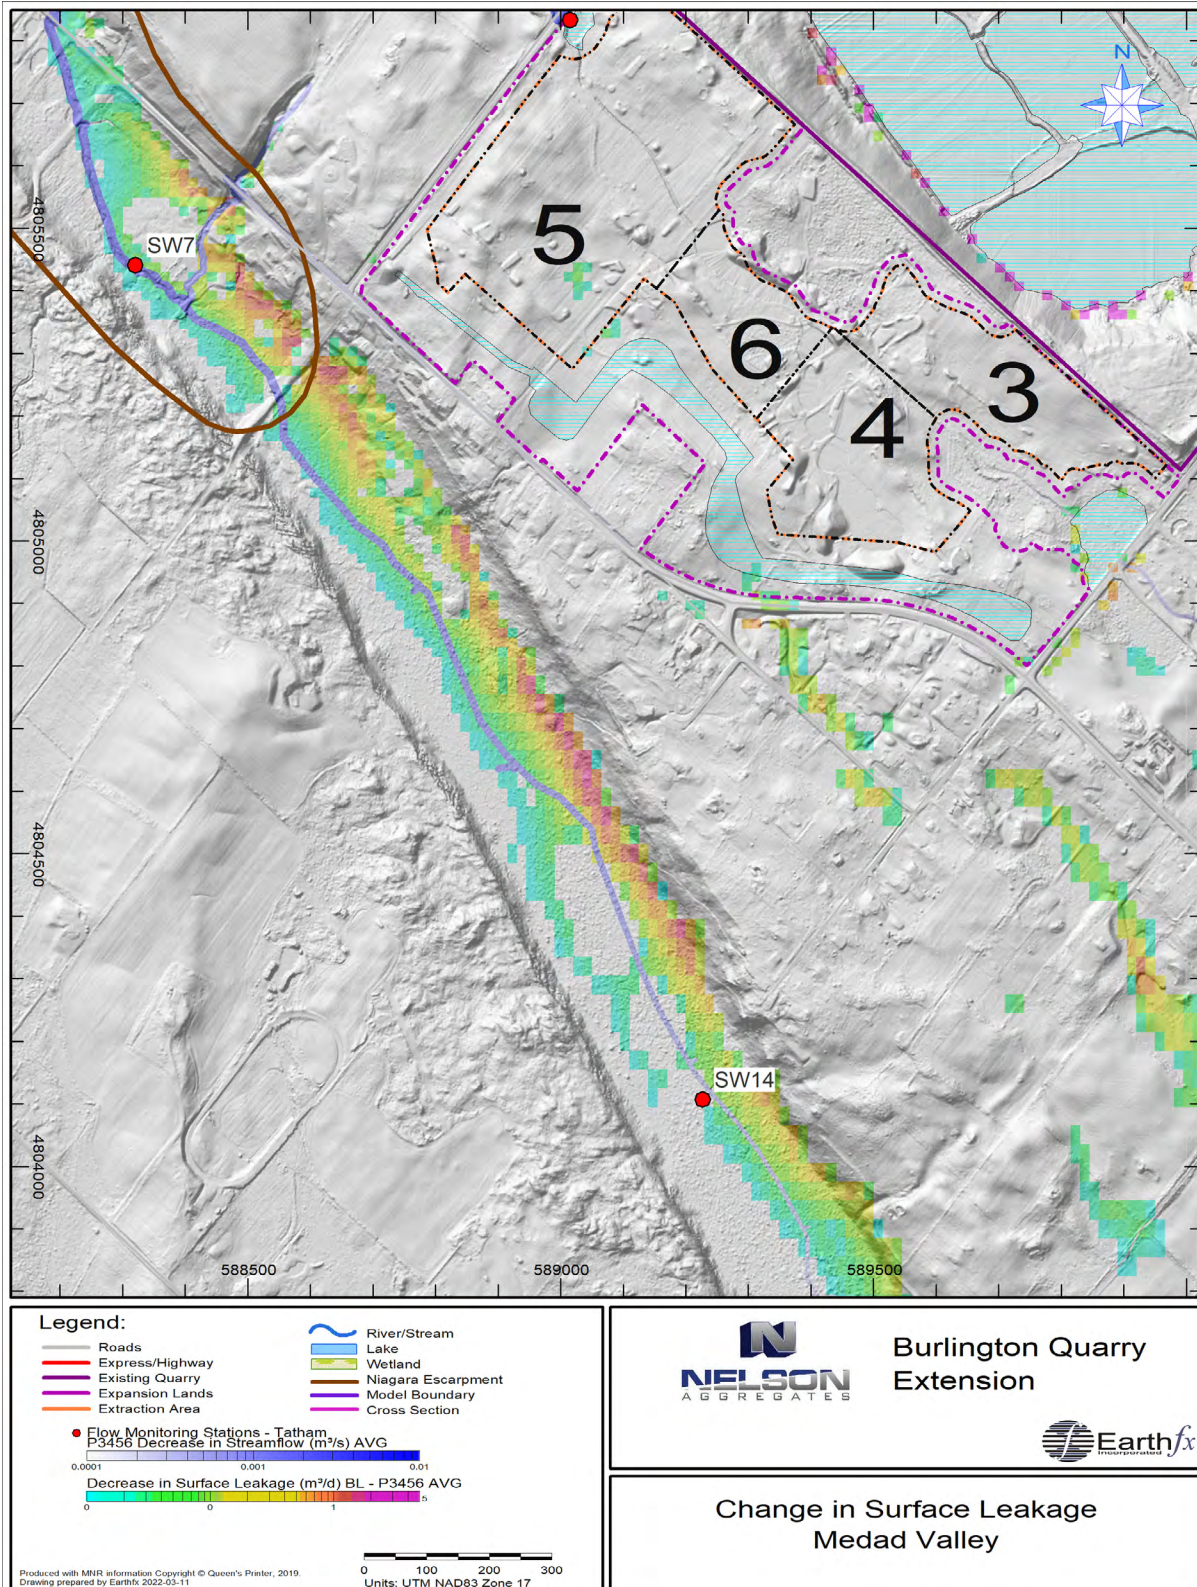 N
4805500
4805000
4804500
4804000
588500
589000
589500
SW7
SW14
5
6
4
3
Legend:
Roads
Express/Highway
Existing Quarry
Expansion Lands
Extraction Area
River/Stream
Lake
Wetland
Niagara Escarpment
Model Boundary
Cross Section
Flow Monitoring Stations - Tatham
P3456 Decrease in Streamflow (m³/s) AVG
0.0001 0.001 0.01
Decrease in Surface Leakage (m³/d) BL - P3456 AVG
0 0 1 5
Produced with MNR information Copyright © Queen's Printer, 2019.
Drawing prepared by Earthfx 2022-03-11
0 100 200 300
Units: UTM NAD83 Zone 17
N
NELSON
AGGREGATES
Burlington Quarry
Extension
Earthfx
Incorporated
Change in Surface Leakage
Medad Valley